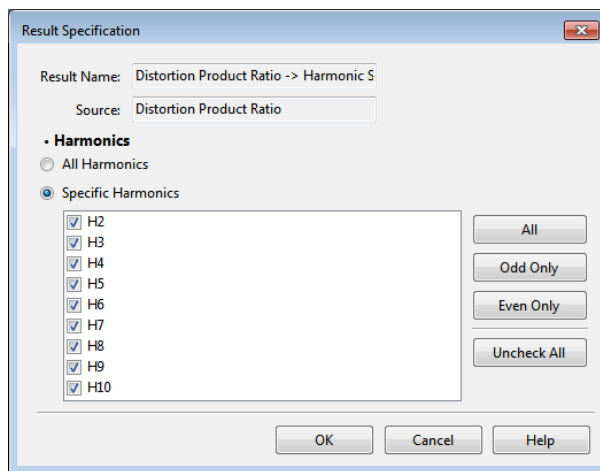 Result Specification
Result Name: Distortion Product Ratio -> Harmonic S
Source: Distortion Product Ratio
• Harmonics
All Harmonics
Specific Harmonics
H2
H3
H4
H5
H6
H7
H8
H9
H10
All
Odd Only
Even Only
Uncheck All
OK Cancel Help